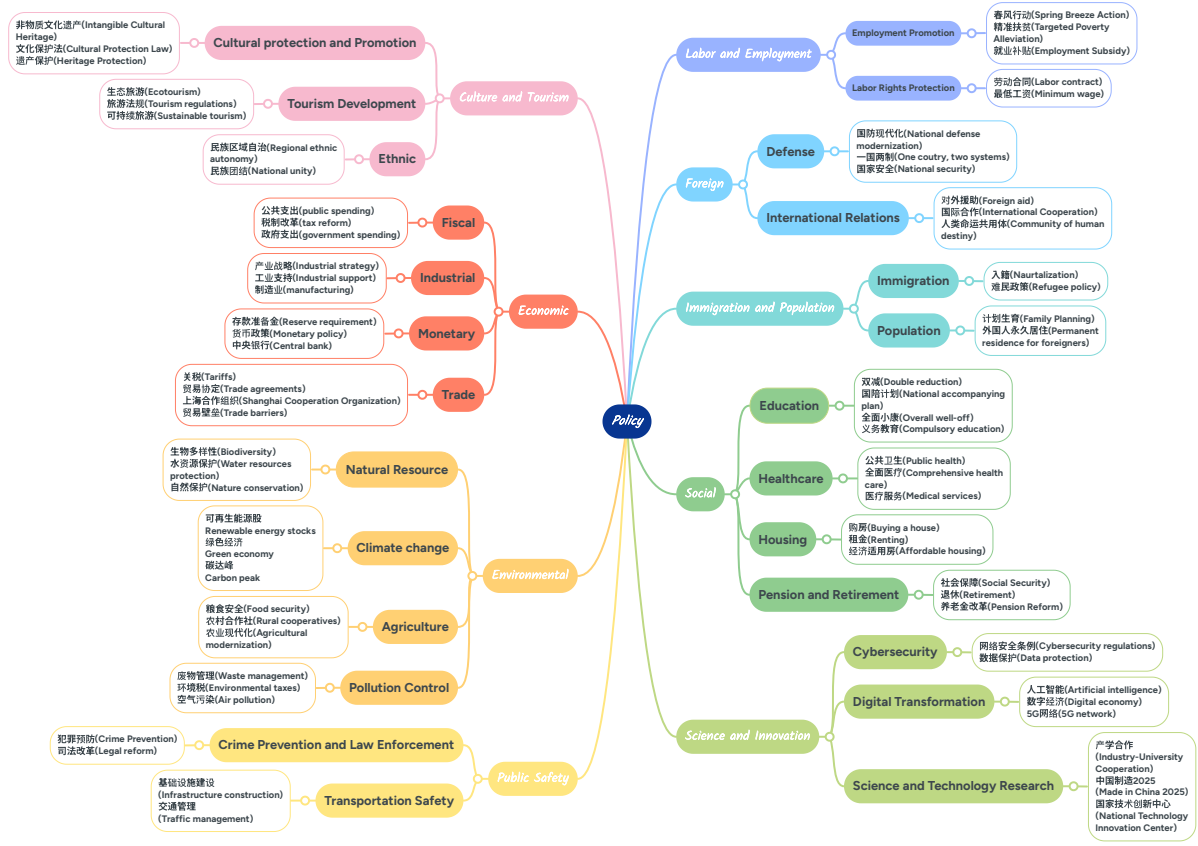 Policy
Culture and Tourism
Cultural protection and Promotion
非物质文化遗产(Intangible Cultural
Heritage)
文化保护法(Cultural Protection Law)
遗产保护(Heritage Protection)
Tourism Development
生态旅游(Ecotourism)
旅游法规(Tourism regulations)
可持续旅游(Sustainable tourism)
Ethnic
民族区域自治(Regional ethnic
autonomy)
民族团结(National unity)
Economic
Fiscal
公共支出(public spending)
税制改革(tax reform)
政府支出(government spending)
Industrial
产业战略(Industrial strategy)
工业支持(Industrial support)
制造业(manufacturing)
Monetary
存款准备金(Reserve requirement)
货币政策(Monetary policy)
中央银行(Central bank)
Trade
关税(Tariffs)
贸易协定(Trade agreements)
上海合作组织(Shanghai Cooperation Organization)
贸易壁垒(Trade barriers)
Environmental
Natural Resource
生物多样性(Biodiversity)
水资源保护(Water resources
protection)
自然保护(Nature conservation)
Climate change
可再生能源股
Renewable energy stocks
绿色经济
Green economy
碳达峰
Carbon peak
Agriculture
粮食安全(Food security)
农村合作社(Rural cooperatives)
农业现代化(Agricultural
modernization)
Pollution Control
废物管理(Waste management)
环境税(Environmental taxes)
空气污染(Air pollution)
Public Safety
Crime Prevention and Law Enforcement
犯罪预防(Crime Prevention)
司法改革(Legal reform)
Transportation Safety
基础设施建设
(Infrastructure construction)
交通管理
(Traffic management)
Labor and Employment
Employment Promotion
春风行动(Spring Breeze Action)
精准扶贫(Targeted Poverty
Alleviation)
就业补贴(Employment Subsidy)
Labor Rights Protection
劳动合同(Labor contract)
最低工资(Minimum wage)
Foreign
Defense
国防现代化(National defense
modernization)
一国两制(One coutry, two systems)
国家安全(National security)
International Relations
对外援助(Foreign aid)
国际合作(International Cooperation)
人类命运共用体(Community of human
destiny)
Immigration and Population
Immigration
入籍(Naurtalization)
难民政策(Refugee policy)
Population
计划生育(Family Planning)
外国人永久居住(Permanent
residence for foreigners)
Social
Education
双减(Double reduction)
国陪计划(National accompanying
plan)
全面小康(Overall well-off)
义务教育(Compulsory education)
Healthcare
公共卫生(Public health)
全面医疗(Comprehensive health
care)
医疗服务(Medical services)
Housing
购房(Buying a house)
租金(Renting)
经济适用房(Affordable housing)
Pension and Retirement
社会保障(Social Security)
退休(Retirement)
养老金改革(Pension Reform)
Science and Innovation
Cybersecurity
网络安全条例(Cybersecurity regulations)
数据保护(Data protection)
Digital Transformation
人工智能(Artificial intelligence)
数字经济(Digital economy)
5G网络(5G network)
Science and Technology Research
产学合作
(Industry-University
Cooperation)
中国制造2025
(Made in China 2025)
国家技术创新中心
(National Technology
Innovation Center)